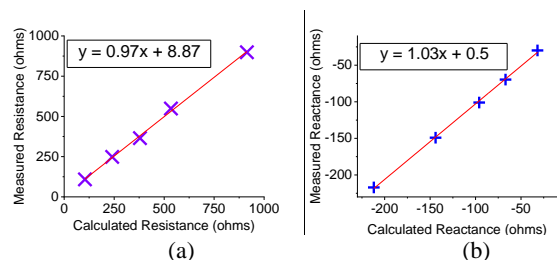 y = 0.97x + 8.87
Measured Resistance (ohms)
1000
750
500
250
0
0 250 500 750 1000
Calculated Resistance (ohms)
(a)
y = 1.03x + 0.5
Measured Reactance (ohms)
-50
-100
-150
-200
-200 -150 -100 -50
Calculated Reactance (ohms)
(b)